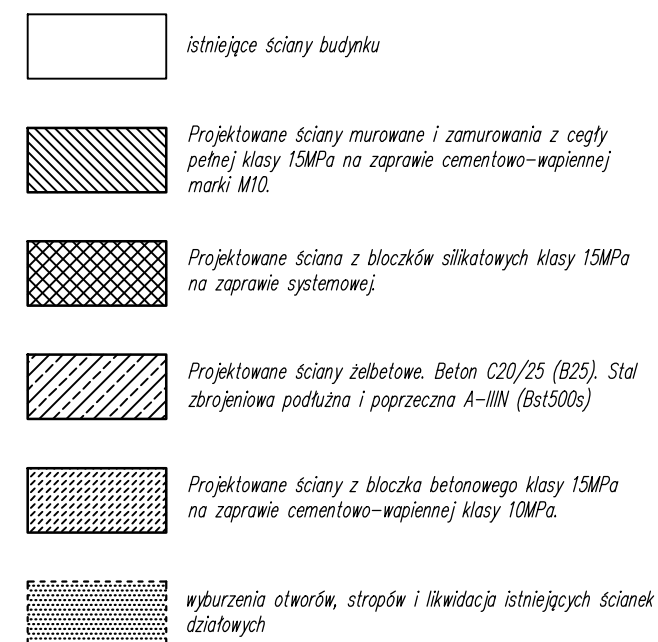 istniejące ściany budynku
Projektowane ściany murowane i zamurowania z cegły
pełnej klasy 15MPa na zaprawie cementowo-wapiennej
marki M10.
Projektowane ściana z bloczków silikatowych klasy 15MPa
na zaprawie systemowej.
Projektowane ściany żelbetowe. Beton C20/25 (B25). Stal
zbrojeniowa podłużna i poprzeczna A-IIIN (Bst500s)
Projektowane ściany z bloczka betonowego klasy 15MPa
na zaprawie cementowo-wapiennej klasy 10MPa.
wyburzenia otworów, stropów i likwidacja istniejących ścianek
działowych